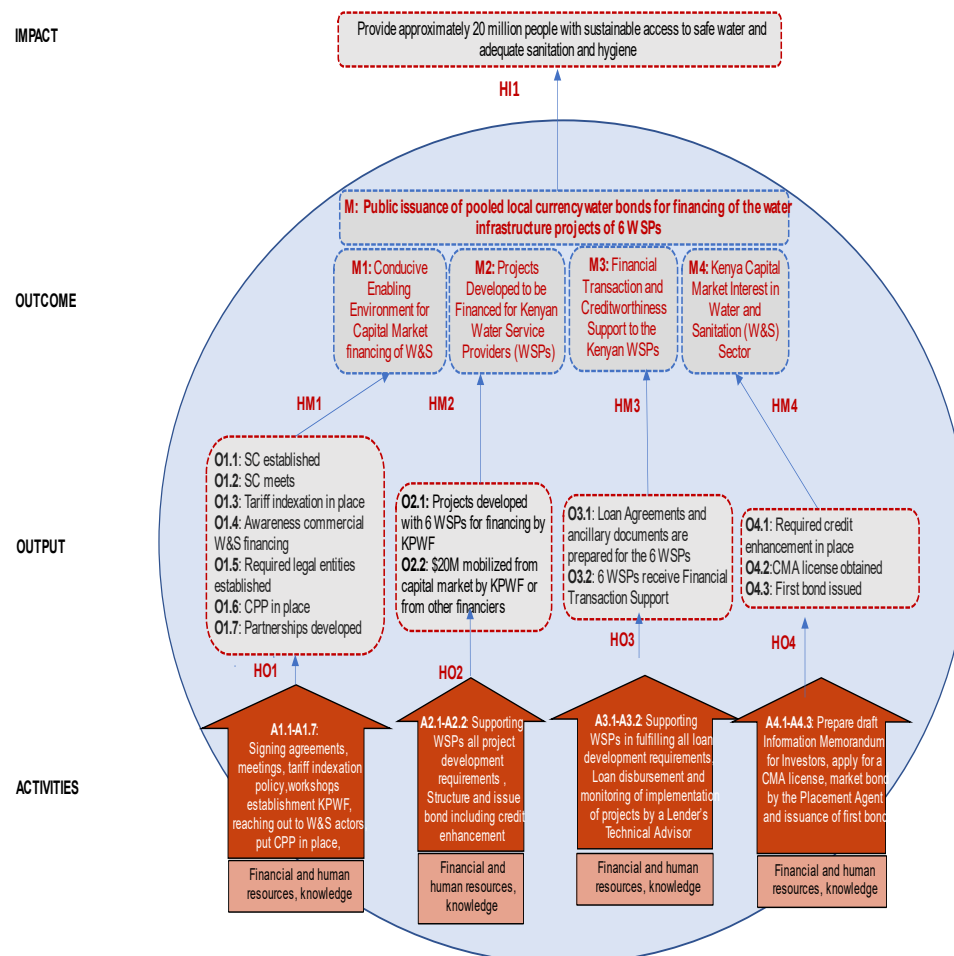 IMPACT
Provide approximately 20 million people with sustainable access to safe water and
adequate sanitation and hygiene
HI1
M: Public issuance of pooled local currency water bonds for financing of the water
infrastructure projects of 6 WSPs
OUTCOME
M1: Conducive
Enabling
Environment for
Capital Market
financing of W&S
M2: Projects
Developed to be
Financed for Kenyan
Water Service
Providers (WSPs)
M3: Financial
Transaction and
Creditworthiness
Support to the
Kenyan WSPs
M4: Kenya Capital
Market Interest in
Water and
Sanitation (W&S)
Sector
HM1
HM2
HM3
HM4
OUTPUT
O1.1: SC established
O1.2: SC meets
O1.3: Tariff indexation in place
O1.4: Awareness commercial
W&S financing
O1.5: Required legal entities
established
O1.6: CPP in place
O1.7: Partnerships developed
O2.1: Projects developed
with 6 WSPs for financing by
KPWF
O2.2: $20M mobilized from
capital market by KPWF or
from other financiers
O3.1: Loan Agreements and
ancillary documents are
prepared for the 6 WSPs
O3.2: 6 WSPs receive Financial
Transaction Support
O4.1: Required credit
enhancement in place
O4.2:CMA license obtained
O4.3: First bond issued
HO1
HO2
HO3
HO4
ACTIVITIES
A1.1-A1.7:
Signing agreements,
meetings, tariff indexation
policy,workshops
establishment KPWF,
reaching out to W&S actors
put CPP in place,
A2.1-A2.2: Supporting
WSPs all project
development
requirements ,
Structure and issue
bond including credit
enhancement
A3.1-A3.2: Supporting
WSPs in fulfilling all loan
development requirements,
Loan disbursement and
monitoring of implementation
of projects by a Lender's
Technical Advisor
A4.1-A4.3: Prepare draft
Information Memorandum
for Investors, apply for a
CMA license, market bond
by the Placement Agent
and issuance of first bond
Financial and human
resources, knowledge
Financial and
human resources,
knowledge
Financial and human
resources, knowledge
Financial and human
resources, knowledge